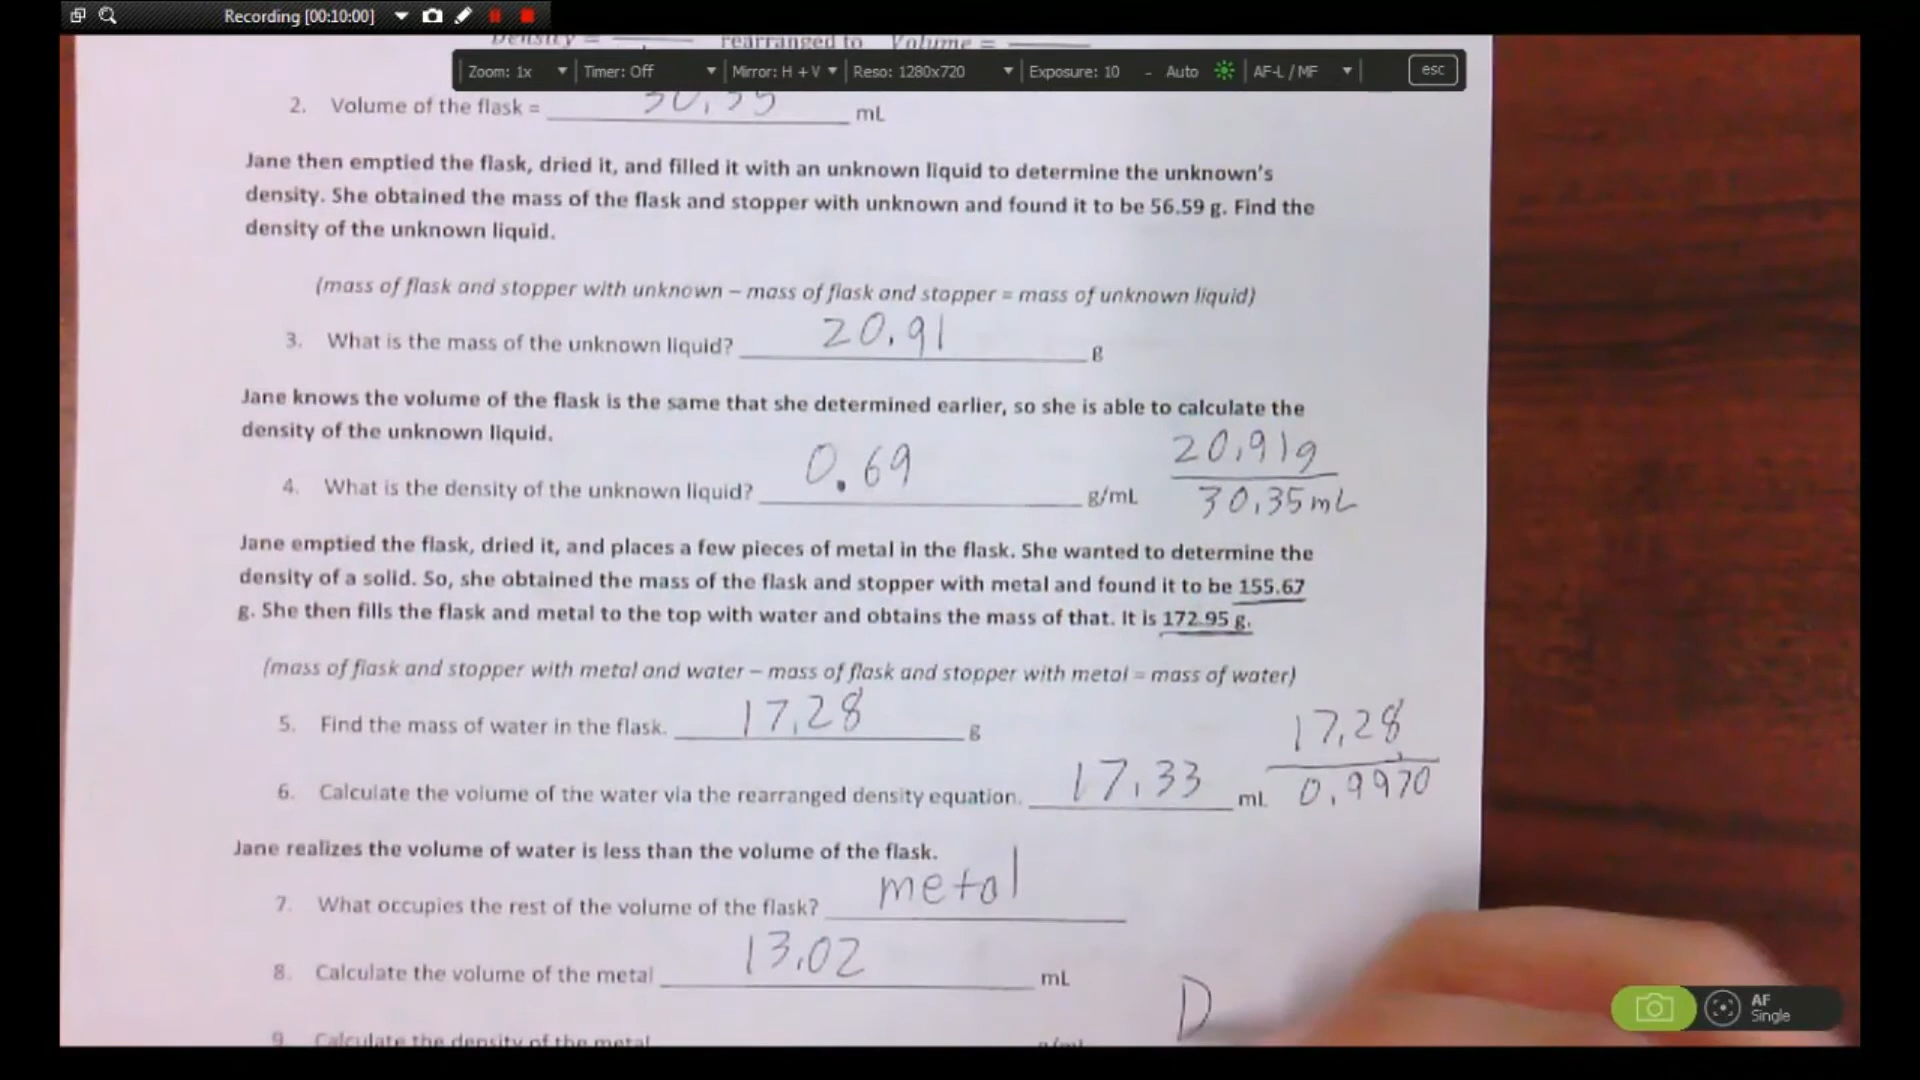 Recording [00:10:00]
Density = rearranged to Volume =
Zoom: 1x Timer: Off Mirror: H + V Reso: 1280x720 Exposure: 10 - Auto AF-L / MF esc
2. Volume of the flask = 30.35 mL
Jane then emptied the flask, dried it, and filled it with an unknown liquid to determine the unknown's
density. She obtained the mass of the flask and stopper with unknown and found it to be 56.59 g. Find the
density of the unknown liquid.
(mass of flask and stopper with unknown – mass of flask and stopper = mass of unknown liquid)
3. What is the mass of the unknown liquid? 20.91 g
Jane knows the volume of the flask is the same that she determined earlier, so she is able to calculate the
density of the unknown liquid.
20.91g
4. What is the density of the unknown liquid? 0.69 g/mL
30.35mL
Jane emptied the flask, dried it, and places a few pieces of metal in the flask. She wanted to determine the
density of a solid. So, she obtained the mass of the flask and stopper with metal and found it to be 155.67
g. She then fills the flask and metal to the top with water and obtains the mass of that. It is 172.95 g.
(mass of flask and stopper with metal and water – mass of flask and stopper with metal = mass of water)
5. Find the mass of water in the flask. 17.28 g
17.28
6. Calculate the volume of the water via the rearranged density equation. 17.33 mL
0.9970
Jane realizes the volume of water is less than the volume of the flask.
7. What occupies the rest of the volume of the flask? metal
8. Calculate the volume of the metal 13.02 mL
D
9. Calculate the density of the metal g/mL
AF
Single